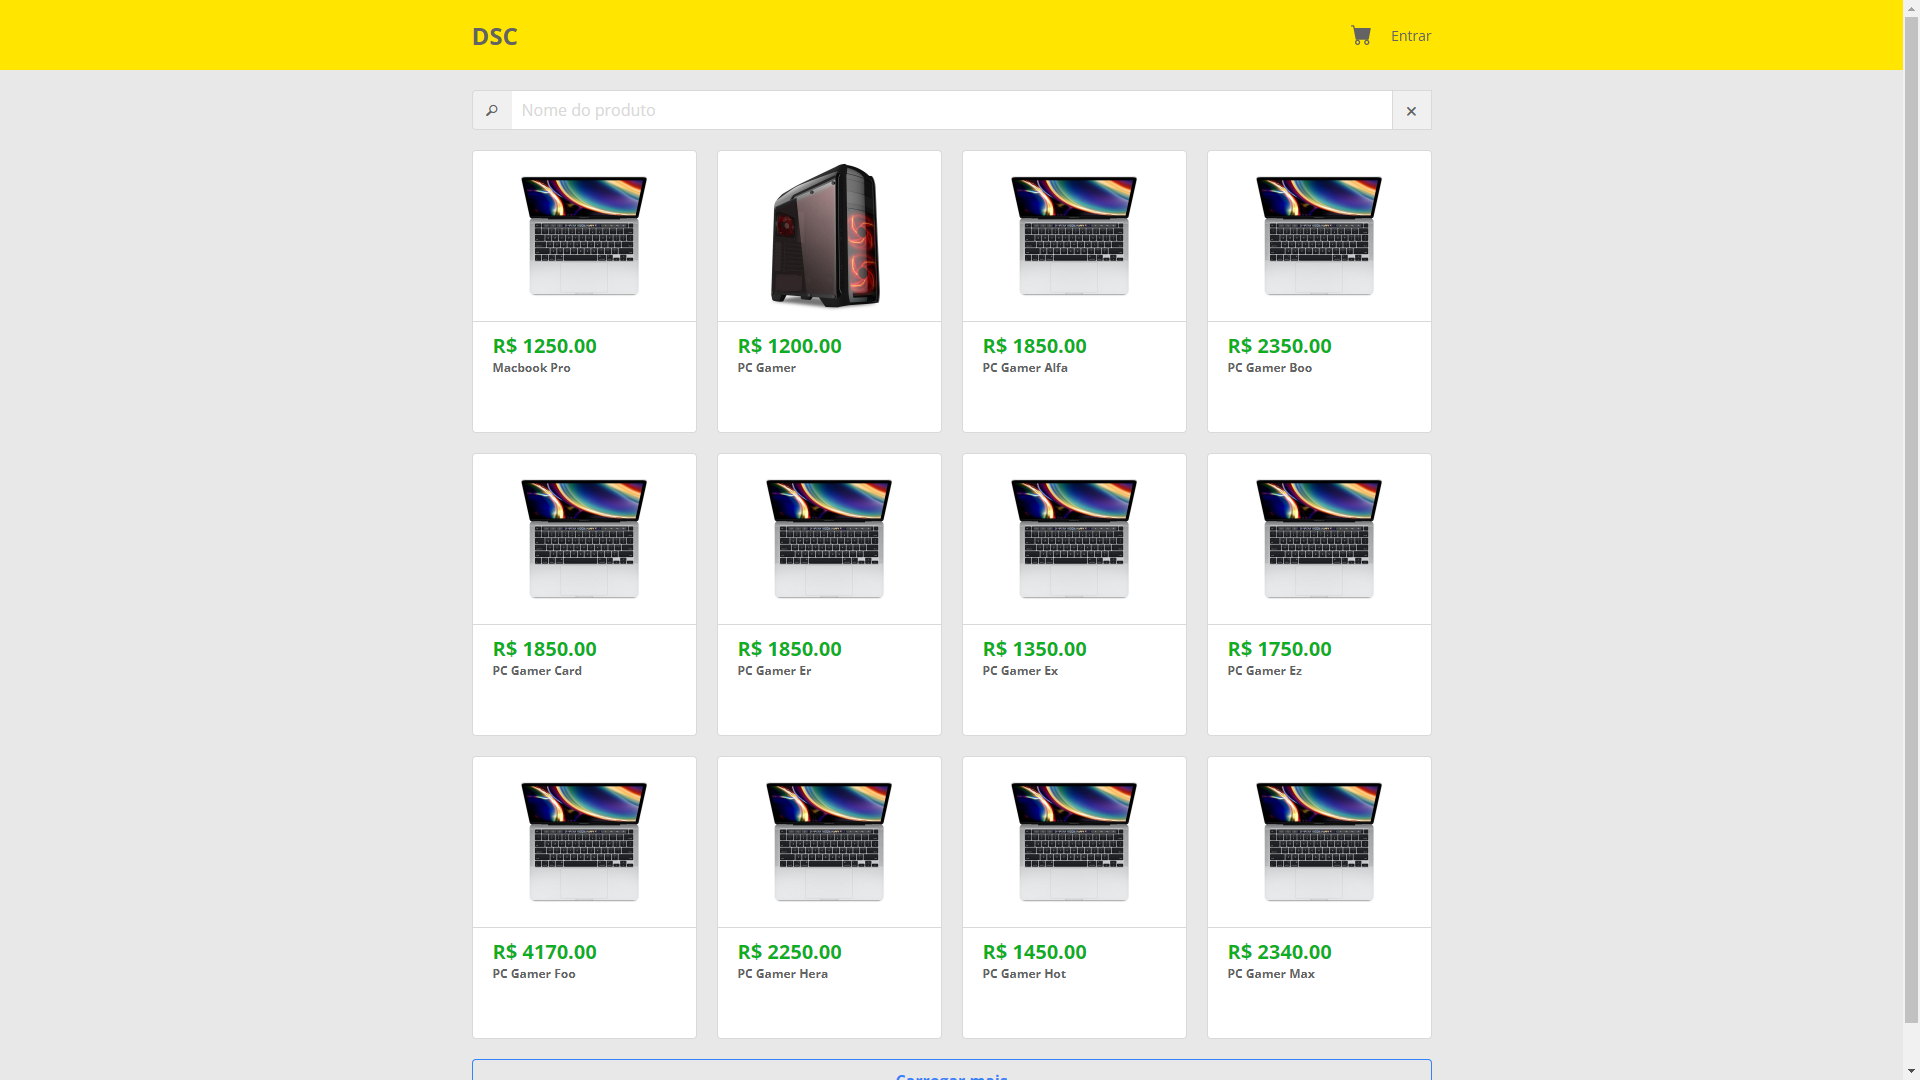 DSC
Entrar
Nome do produto
R$ 1250.00
Macbook Pro
R$ 1200.00
PC Gamer
R$ 1850.00
PC Gamer Alfa
R$ 2350.00
PC Gamer Boo
R$ 1850.00
PC Gamer Card
R$ 1850.00
PC Gamer Er
R$ 1350.00
PC Gamer Ex
R$ 1750.00
PC Gamer Ez
R$ 4170.00
PC Gamer Foo
R$ 2250.00
PC Gamer Hera
R$ 1450.00
PC Gamer Hot
R$ 2340.00
PC Gamer Max
Carregar mais